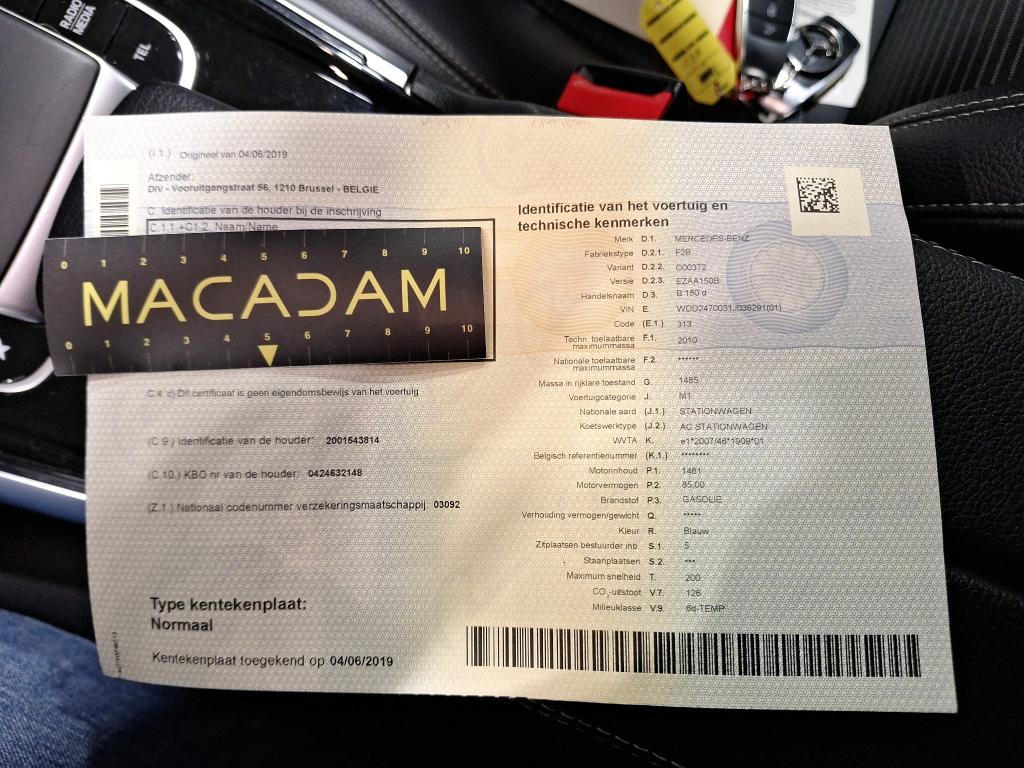 RADIO
MEDIA
TEL
(I.1.) Origineel van 04/06/2019
Afzender:
DIV - Vooruitgangstraat 56, 1210 Brussel - BELGIE
C. Identificatie van de houder bij de inschrijving
C.1.1.+C1.2. Naam/Name
0 1 2 3 4 5 6 7 8 9 10
MACADAM
0 1 2 3 4 5 6 7 8 9 10
C.4. c) Dit certificaat is geen eigendomsbewijs van het voertuig
(C.9.) Identificatie van de houder: 2001543814
(C.10.) KBO nr van de houder: 0424632148
(Z.1.) Nationaal codenummer verzekeringsmaatschappij: 03092
Type kentekenplaat:
Normaal
Kentekenplaat toegekend op 04/06/2019
Identificatie van het voertuig en
technische kenmerken
Merk D.1. MERCEDES-BENZ
Fabriekstype D.2.1. F2B
Variant D.2.2. O003T2
Versie D.2.3. EZAA150B
Handelsnaam D.3. B 180 d
VIN E. WDD2470031J036291(01)
Code (E.1.) 313
Techn. toelaatbare maximummassa F.1. 2010
Nationale toelaatbare maximummassa F.2. ******
Massa in rijklare toestand G. 1485
Voertuigcategorie J. M1
Nationale aard (J.1.) STATIONWAGEN
Koetswerktype (J.2.) AC STATIONWAGEN
WVTA K. e1*2007/46*1909*01
Belgisch referentienummer (K.1.) ********
Motorinhoud P.1. 1461
Motorvermogen P.2. 85,00
Brandstof P.3. GASOLIE
Verhouding vermogen/gewicht Q. *****
Kleur R. Blauw
Zitplaatsen bestuurder inb. S.1. 5
Staanplaatsen S.2. ***
Maximum snelheid T. 200
CO₂-uitstoot V.7. 126
Milieuklasse V.9. 6d-TEMP